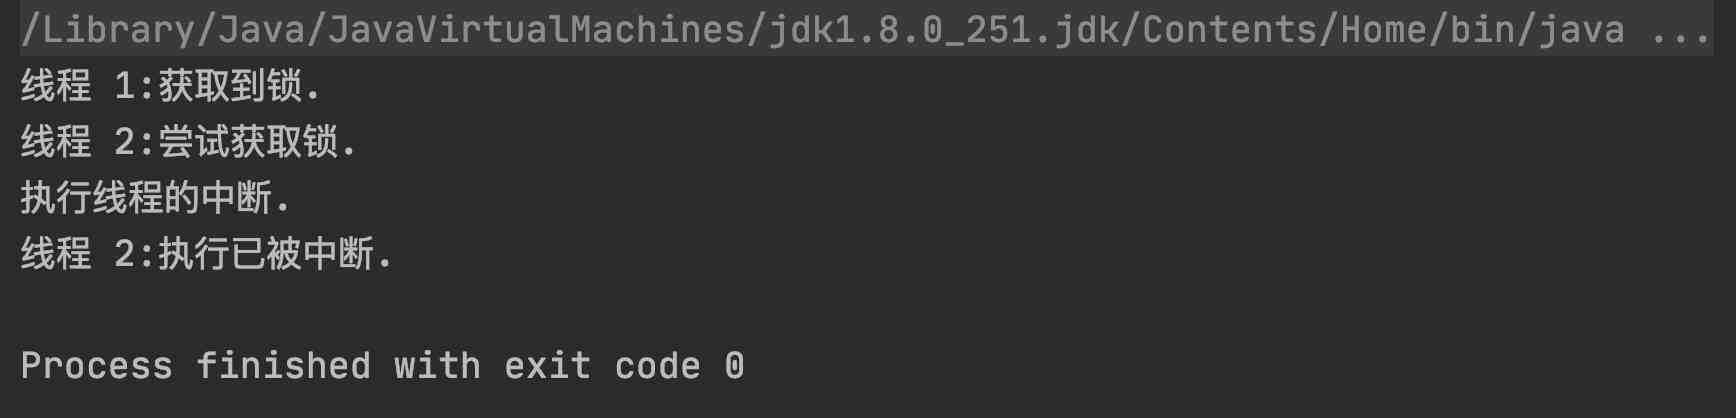 /Library/Java/JavaVirtualMachines/jdk1.8.0_251.jdk/Contents/Home/bin/java ...
线程 1:获取到锁.
线程 2:尝试获取锁.
执行线程的中断.
线程 2:执行已被中断.
Process finished with exit code 0